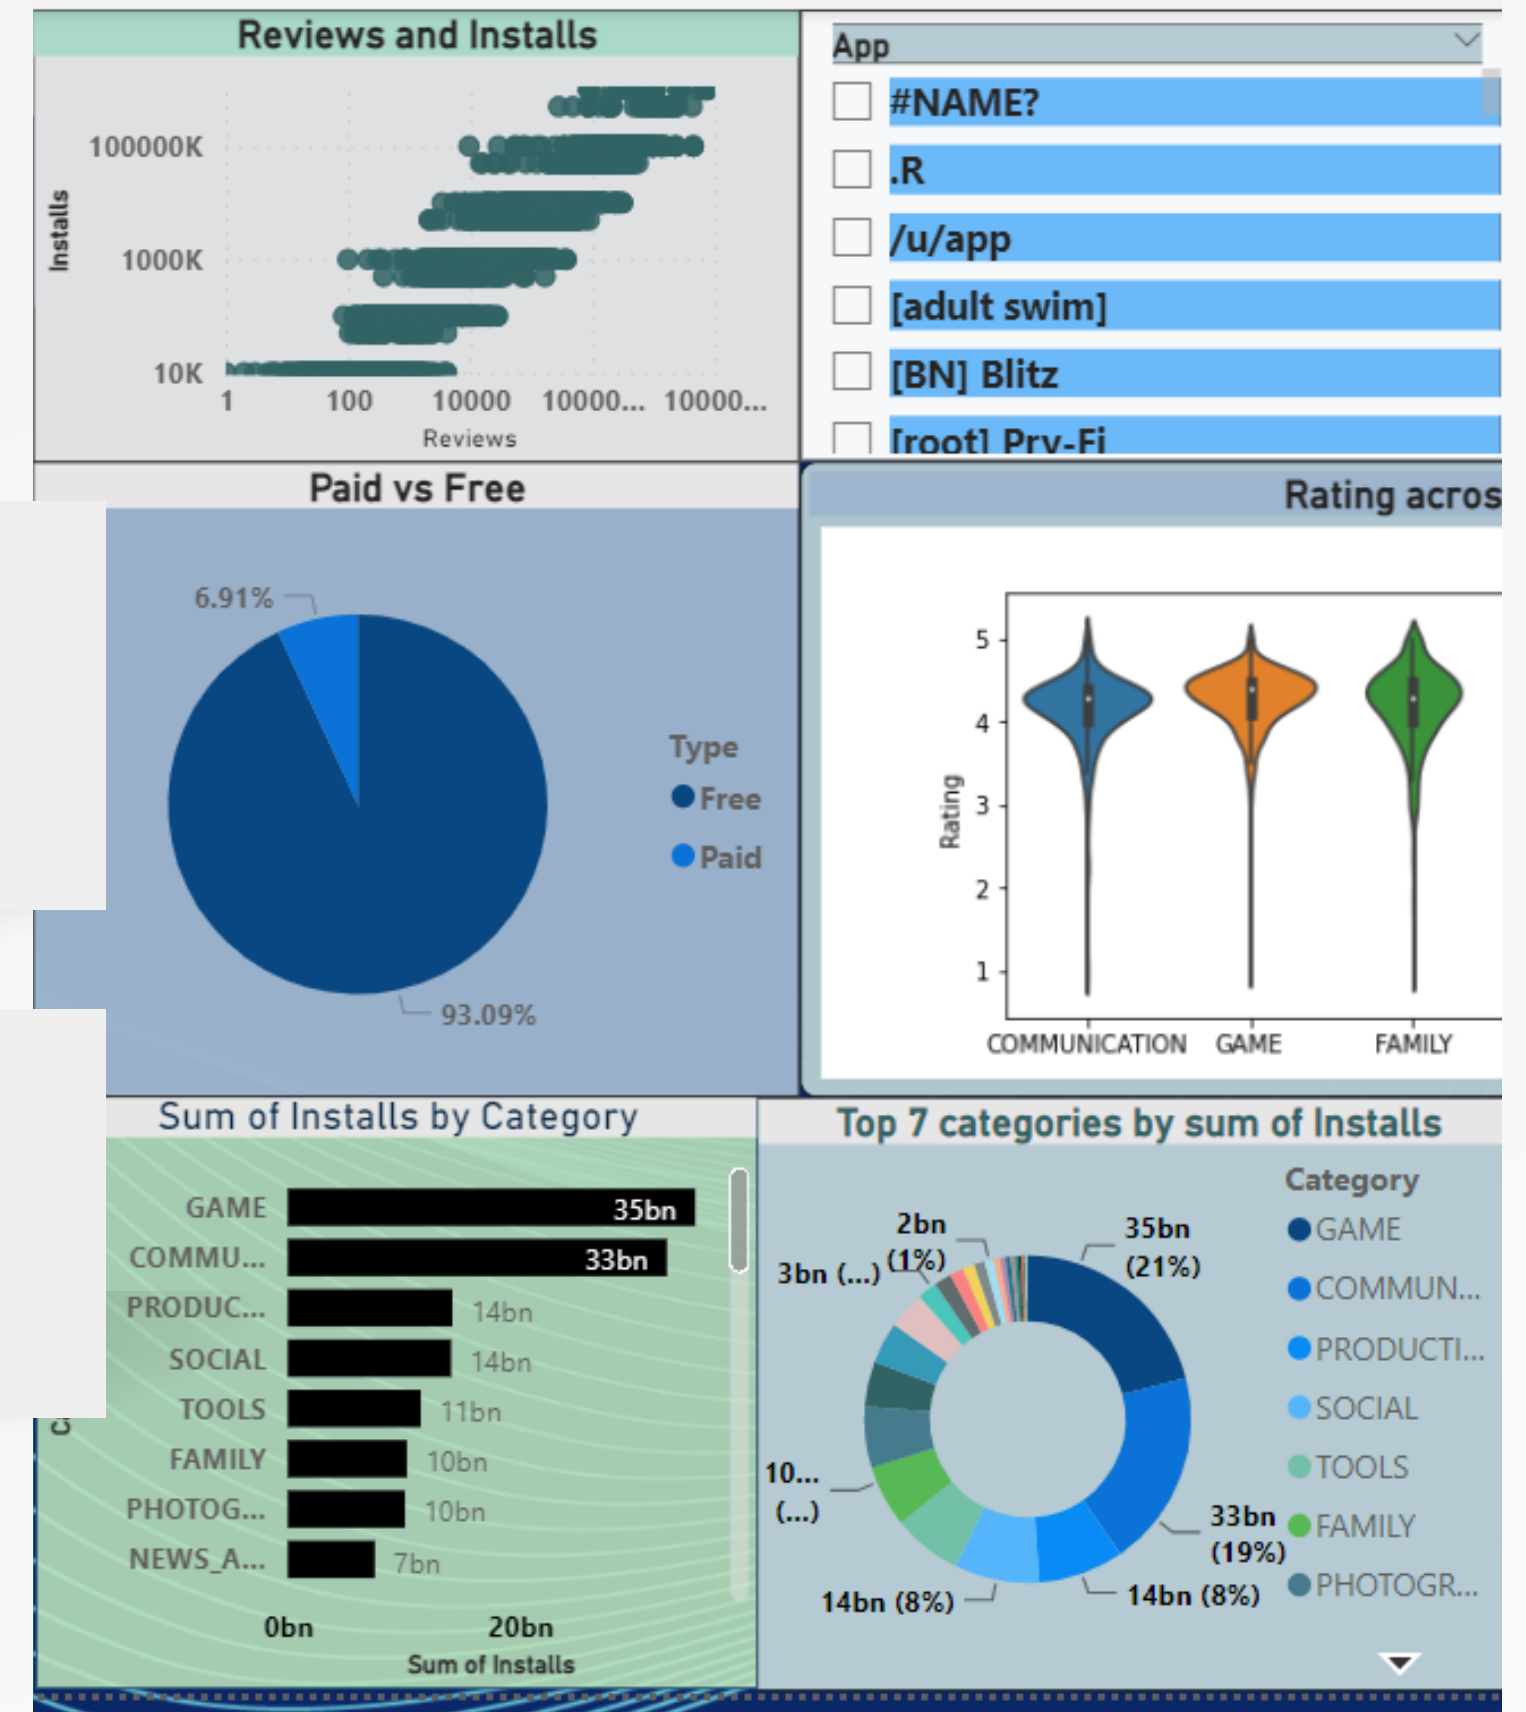 Reviews and Installs
Installs
100000K
1000K
10K
1 100 10000 10000... 10000...
Reviews
App
#NAME?
.R
/u/app
[adult swim]
[BN] Blitz
[root] Pry-Fi
Paid vs Free
6.91%
93.09%
Type
Free
Paid
Rating acros
Rating
5
4
3
2
1
COMMUNICATION GAME FAMILY
Sum of Installs by Category
GAME 35bn
COMMU... 33bn
PRODUC... 14bn
SOCIAL 14bn
TOOLS 11bn
FAMILY 10bn
PHOTOG... 10bn
NEWS_A... 7bn
0bn 20bn
Sum of Installs
Top 7 categories by sum of Installs
2bn
(1%)
3bn (...)
35bn
(21%)
10...
(...)
33bn
(19%)
14bn (8%)
14bn (8%)
Category
GAME
COMMUN...
PRODUCTI...
SOCIAL
TOOLS
FAMILY
PHOTOGR...